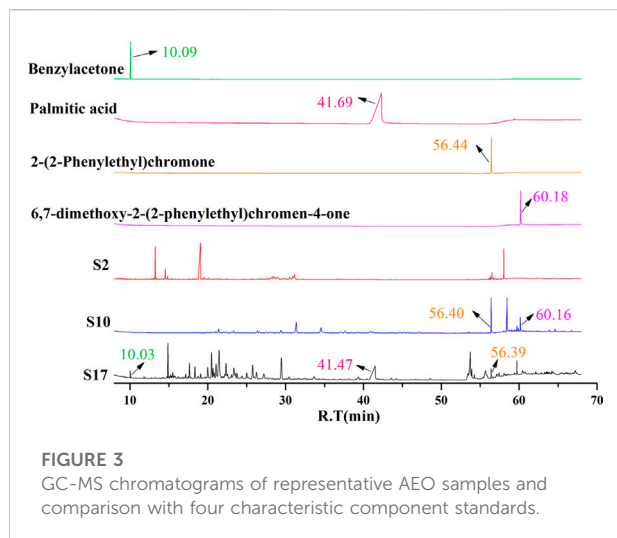 10.09
Benzylacetone
41.69
Palmitic acid
56.44
2-(2-Phenylethyl)chromone
60.18
6,7-dimethoxy-2-(2-phenylethyl)chromen-4-one
S2
56.40
60.16
S10
10.03
41.47
56.39
S17
10 20 30 40 50 60 70
R.T(min)
FIGURE 3
GC-MS chromatograms of representative AEO samples and
comparison with four characteristic component standards.